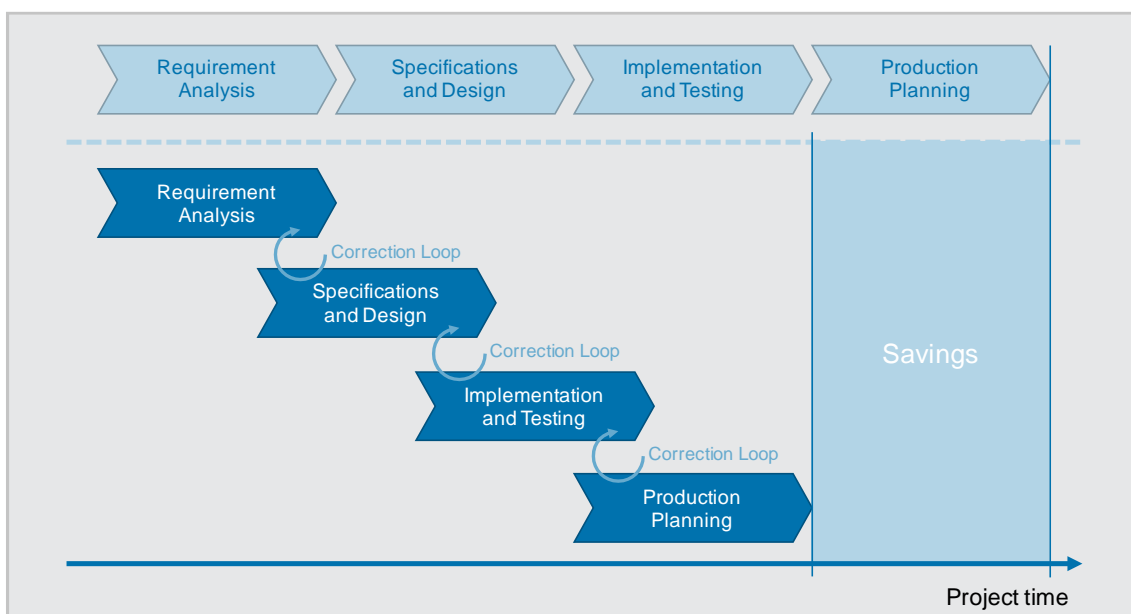 Requirement
Analysis
Specifications
and Design
Implementation
and Testing
Production
Planning
Requirement
Analysis
Correction Loop
Specifications
and Design
Correction Loop
Savings
Implementation
and Testing
Correction Loop
Production
Planning
Project time